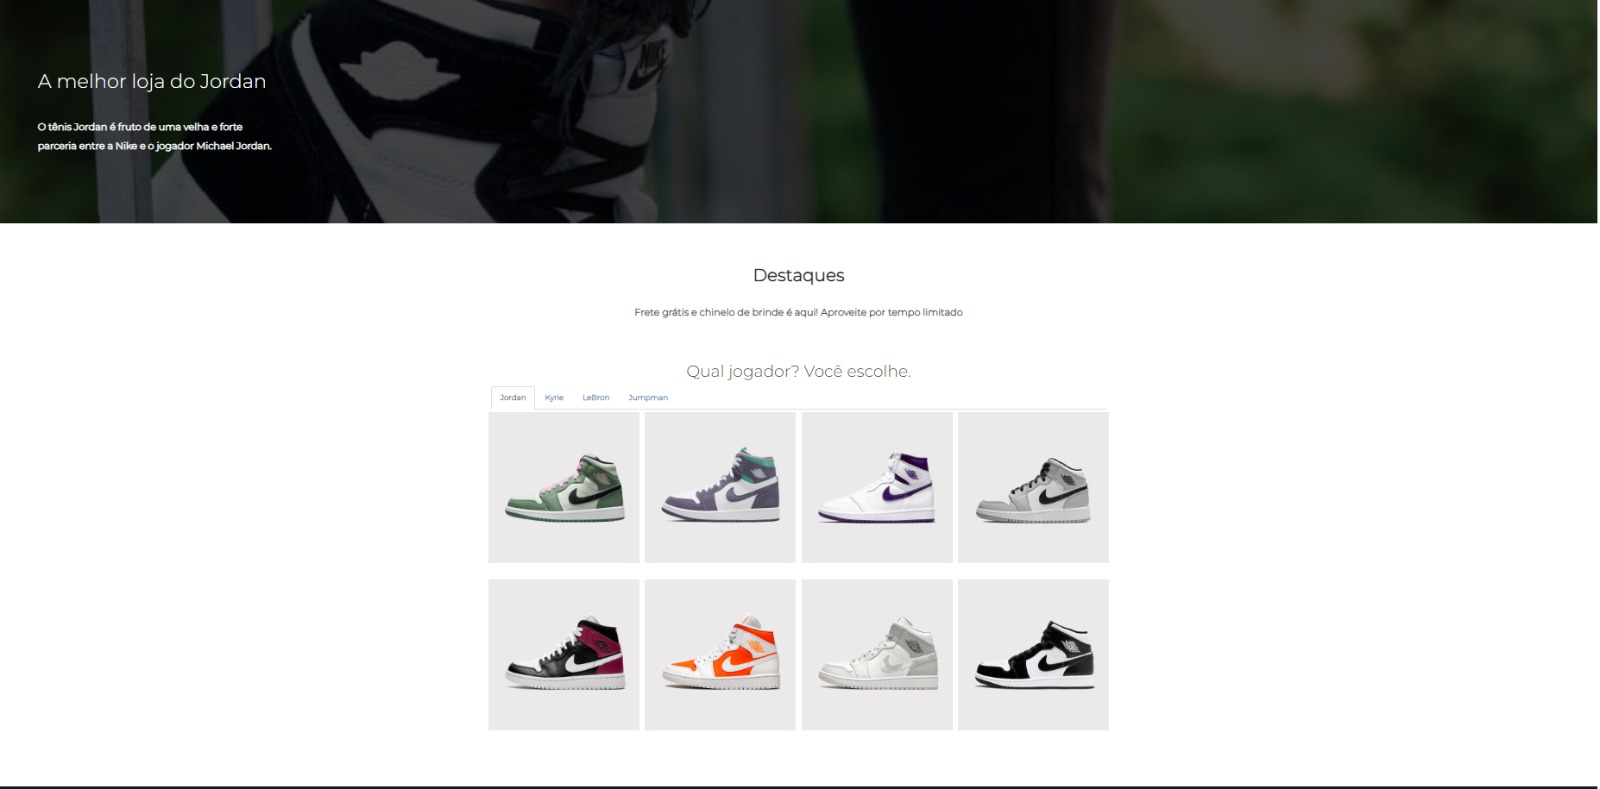 NIKE
A melhor loja do Jordan
O tênis Jordan é fruto de uma velha e forte
parceria entre a Nike e o jogador Michael Jordan.
Destaques
Frete grátis e chinelo de brinde é aqui! Aproveite por tempo limitado
Qual jogador? Você escolhe.
Jordan
Kyrie
LeBron
Jumpman